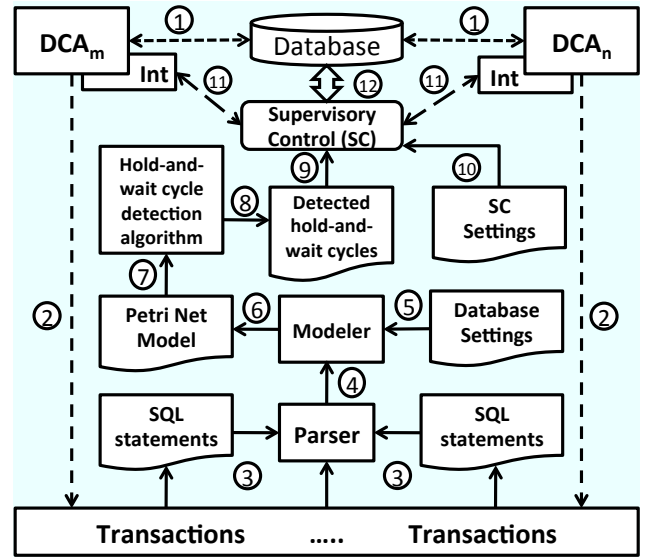 1
1
DCAm
Database
DCAn
Int
11
12
11
Int
Supervisory
Control (SC)
9
10
Hold-and-
wait cycle
detection
algorithm
8
Detected
hold-and-
wait cycles
SC
Settings
7
2
Petri Net
Model
6
Modeler
5
Database
Settings
2
4
SQL
statements
Parser
SQL
statements
3
3
Transactions ..... Transactions